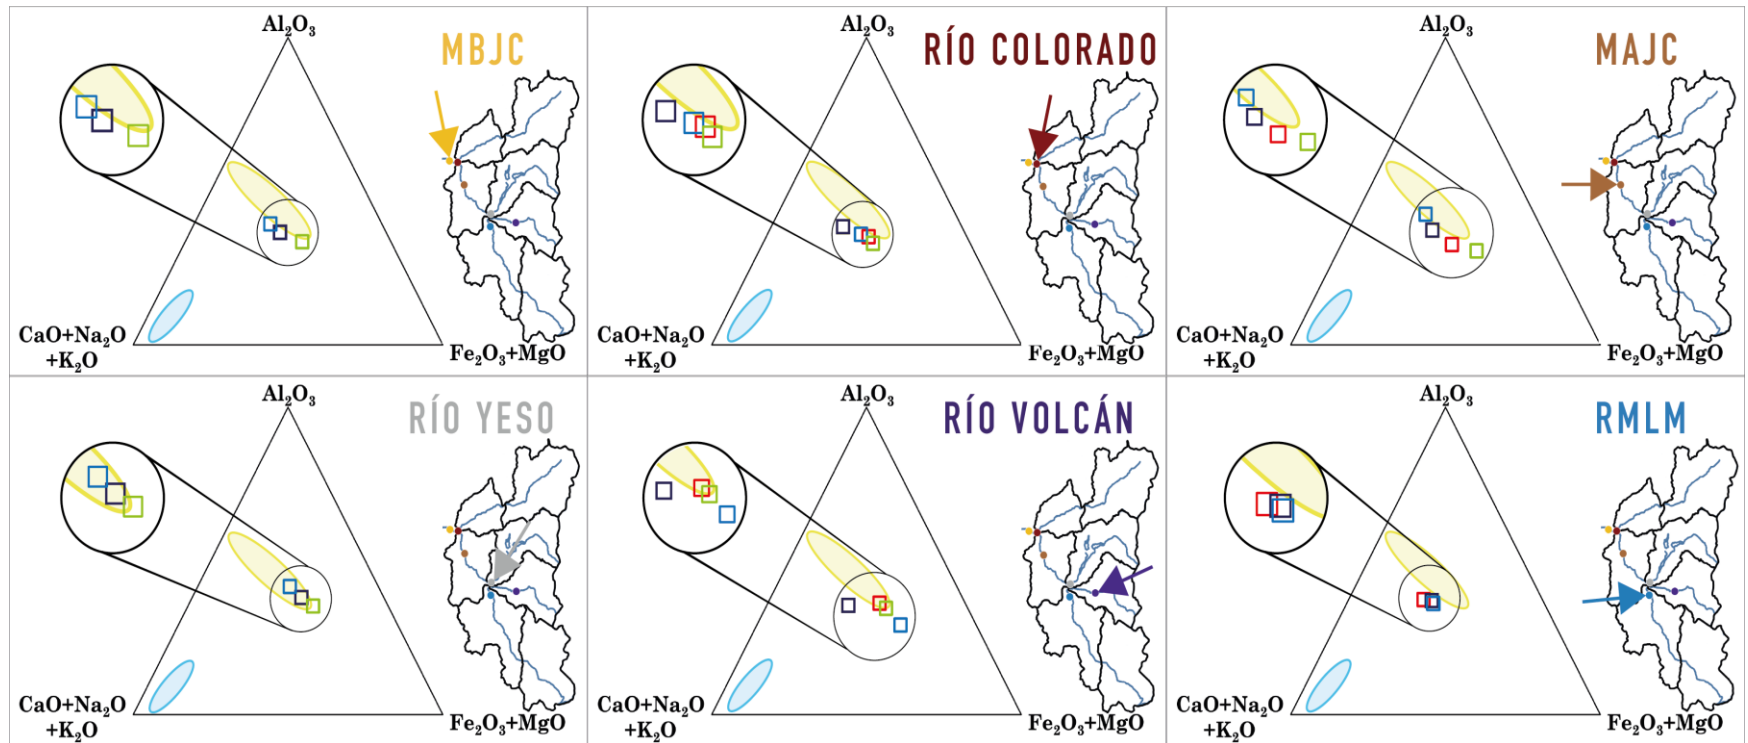 Al₂O₃
MBJC
CaO+Na₂O
+K₂O
Fe₂O₃+MgO
Al₂O₃
RÍO COLORADO
CaO+Na₂O
+K₂O
Fe₂O₃+MgO
Al₂O₃
MAJC
CaO+Na₂O
+K₂O
Fe₂O₃+MgO
Al₂O₃
RÍO YESO
CaO+Na₂O
+K₂O
Fe₂O₃+MgO
Al₂O₃
RÍO VOLCÁN
CaO+Na₂O
+K₂O
Fe₂O₃+MgO
Al₂O₃
RMLM
CaO+Na₂O
+K₂O
Fe₂O₃+MgO